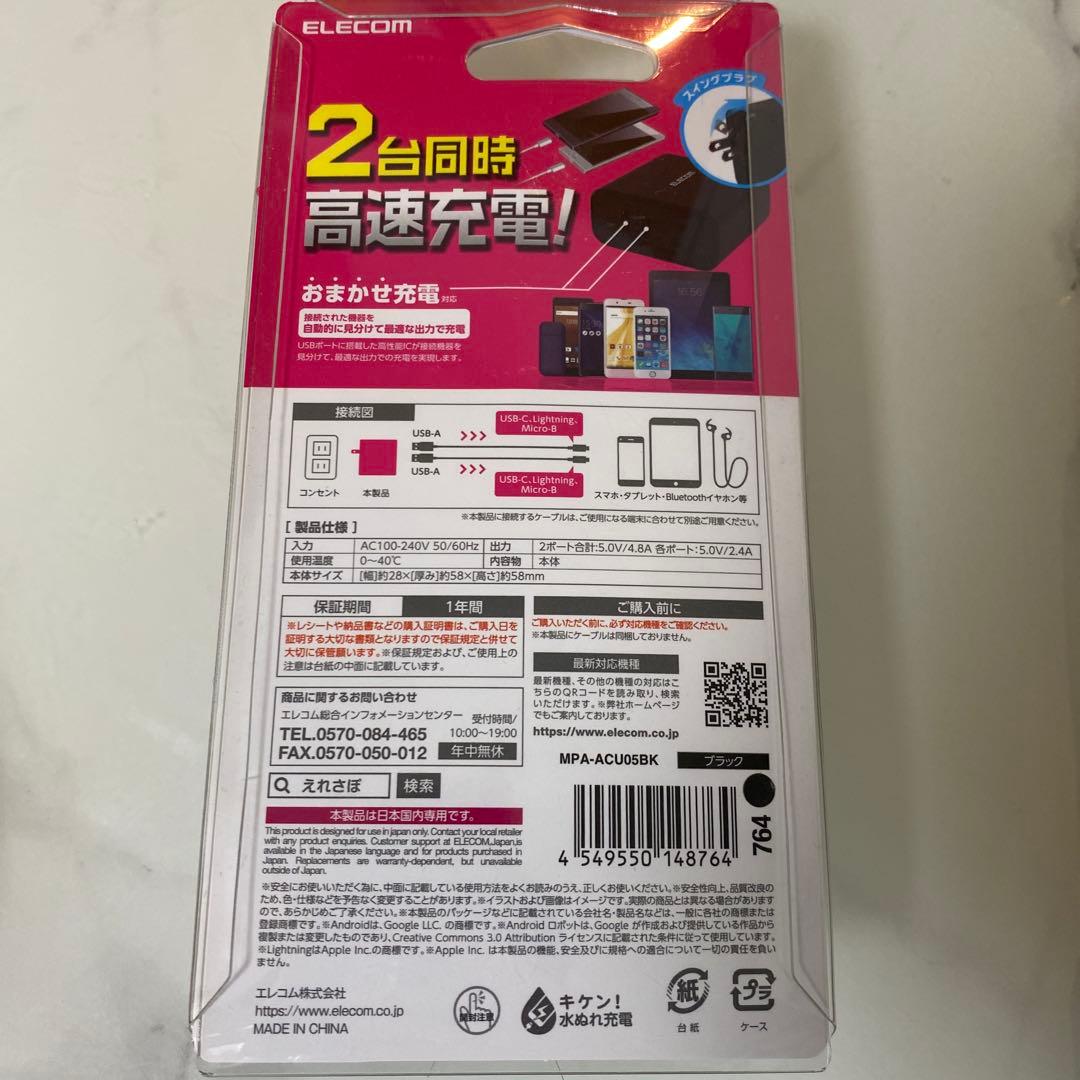 ELECOM
スイングプラグ
2台同時
高速充電!
ELECOM
おまかせ充電対応
接続された機器を
自動的に見分けて最適な出力で充電
USBポートに搭載した高性能ICが接続機器を
見分けて、最適な出力での充電を実現します。
16:56
接続図
USB-A
USB-C、Lightning、
Micro-B
USB-A
USB-C、Lightning、
Micro-B
コンセント
本製品
スマホ・タブレット・Bluetoothイヤホン等
※本製品に接続するケーブルは、ご使用になる端末に合わせて別途ご用意ください。
[ 製品仕様 ]
入力 AC100-240V 50/60Hz 出力 2ポート合計:5.0V/4.8A 各ポート:5.0V/2.4A
使用温度 0〜40℃ 内容物 本体
本体サイズ [幅]約28×[厚み]約58×[高さ]約58mm
保証期間 1年間
※レシートや納品書などの購入証明書は、ご購入日を
証明する大切な書類となりますので保証規定と併せて
大切に保管願います。※保証規定および、ご使用上の
注意は台紙の中面に記載しています。
ご購入前に
ご購入いただく前に、必ず対応機種をご確認ください。
※本製品にケーブルは同梱しておりません。
最新対応機種
最新機種、その他の機種の対応はこ
ちらのQRコードを読み取り、検索
いただけます。※弊社ホームページ
でもご案内しております。
https://www.elecom.co.jp
商品に関するお問い合わせ
エレコム総合インフォメーションセンター
TEL.0570-084-465
FAX.0570-050-012
受付時間/
10:00〜19:00
年中無休
えれさぽ 検索
MPA-ACU05BK ブラック
764
4 549550 148764
本製品は日本国内専用です。
This product is designed for use in japan only. Contact your local retailer
with any product enquiries. Customer support at ELECOM,Japan,is
available in the Japanese language and for products purchased in
Japan. Replacements are warranty-dependent, but unavailable
outside of Japan.
※安全にお使いいただく為に、中面に記載している使用方法をよくお読みのうえ、正しくお使いください。※安全性向上、品質改良の
ため、色・仕様などを予告なく変更することがあります。※イラストおよび画像はイメージです。実際の商品とは異なる場合があります
ので、あらかじめご了承ください。※本製品のパッケージなどに記載されている会社名・製品名などは、一般に各社の商標または
登録商標です。※Androidは、Google LLC. の商標です。※Android ロボットは、Google が作成および提供している作品から
複製または変更したものであり、Creative Commons 3.0 Attribution ライセンスに記載された条件に従って使用しています。
※LightningはApple Inc.の商標です。※Apple Inc. は本製品の機能、安全及びに規格への適合について一切の責任を負い
ません。
エレコム株式会社
https://www.elecom.co.jp
MADE IN CHINA
開封注意
キケン!
水ぬれ充電
紙
台紙
プラ
ケース